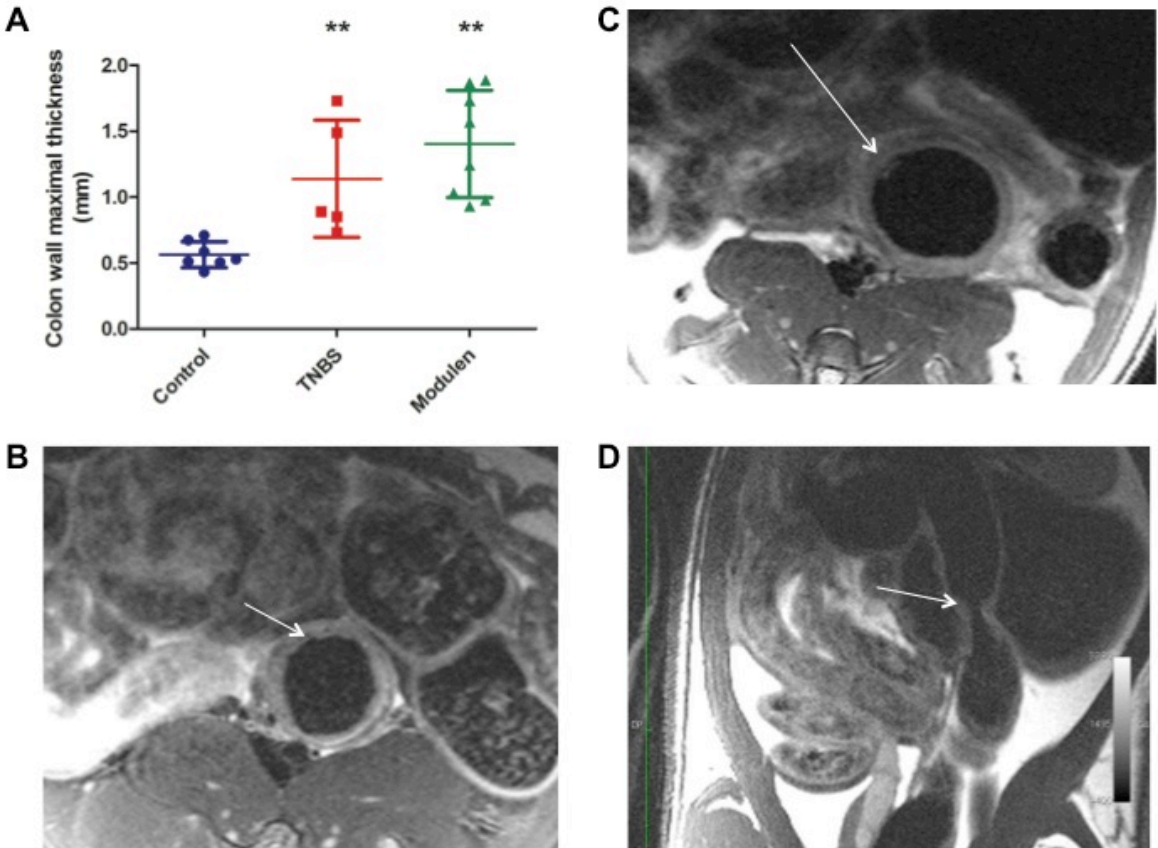 A
** **
2.0
1.5
1.0
0.5
0.0
Colon wall maximal thickness
(mm)
Control
TNBS
Modulen
C
B
D